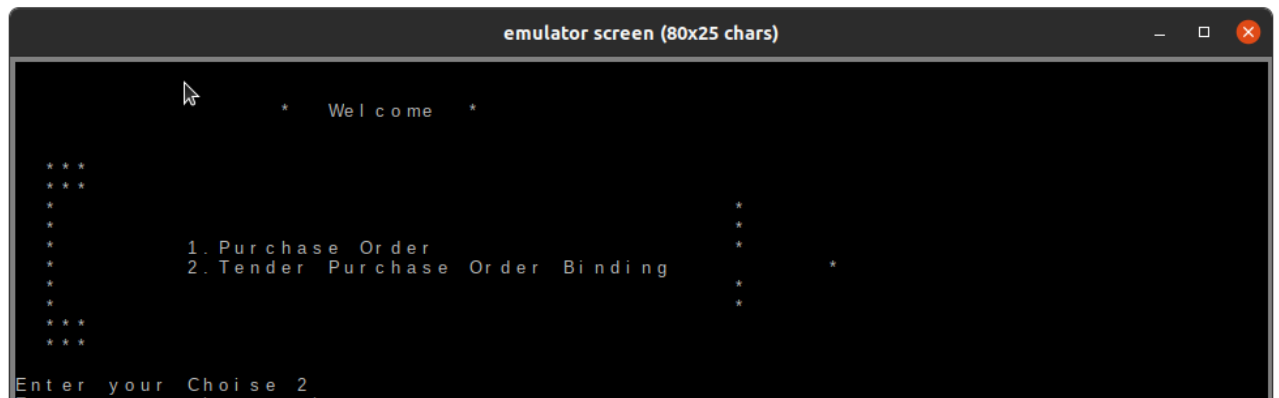 emulator screen (80x25 chars)
* Welcome *
***
***
* *
* *
* 1.Purchase Order *
* 2.Tender Purchase Order Binding *
* *
* *
***
***
Enter your Choise 2